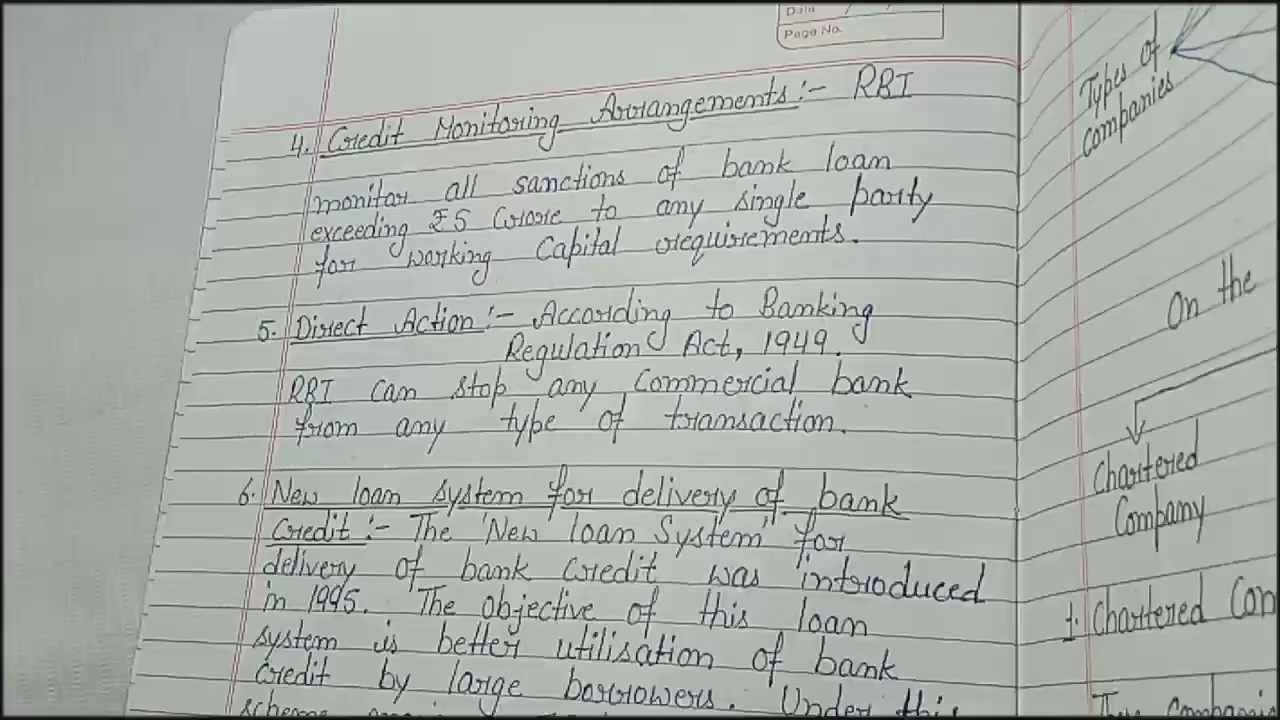 Date / /
Page No.
4. Credit Monitoring Arrangements:- RBI
monitor all sanctions of bank loan
exceeding ₹5 Crore to any single party
for working Capital requirements.
5. Direct Action:- According to Banking
Regulation Act, 1949.
RBI can stop any Commercial bank
from any type of transaction.
6. New loan system for delivery of bank
Credit:- The 'New loan System' for
delivery of bank Credit was introduced
in 1995. The objective of this loan
system is better utilisation of bank
Credit by large borrowers. Under this
scheme
Types of
companies
On the
Chartered
Company
1. Chartered Com